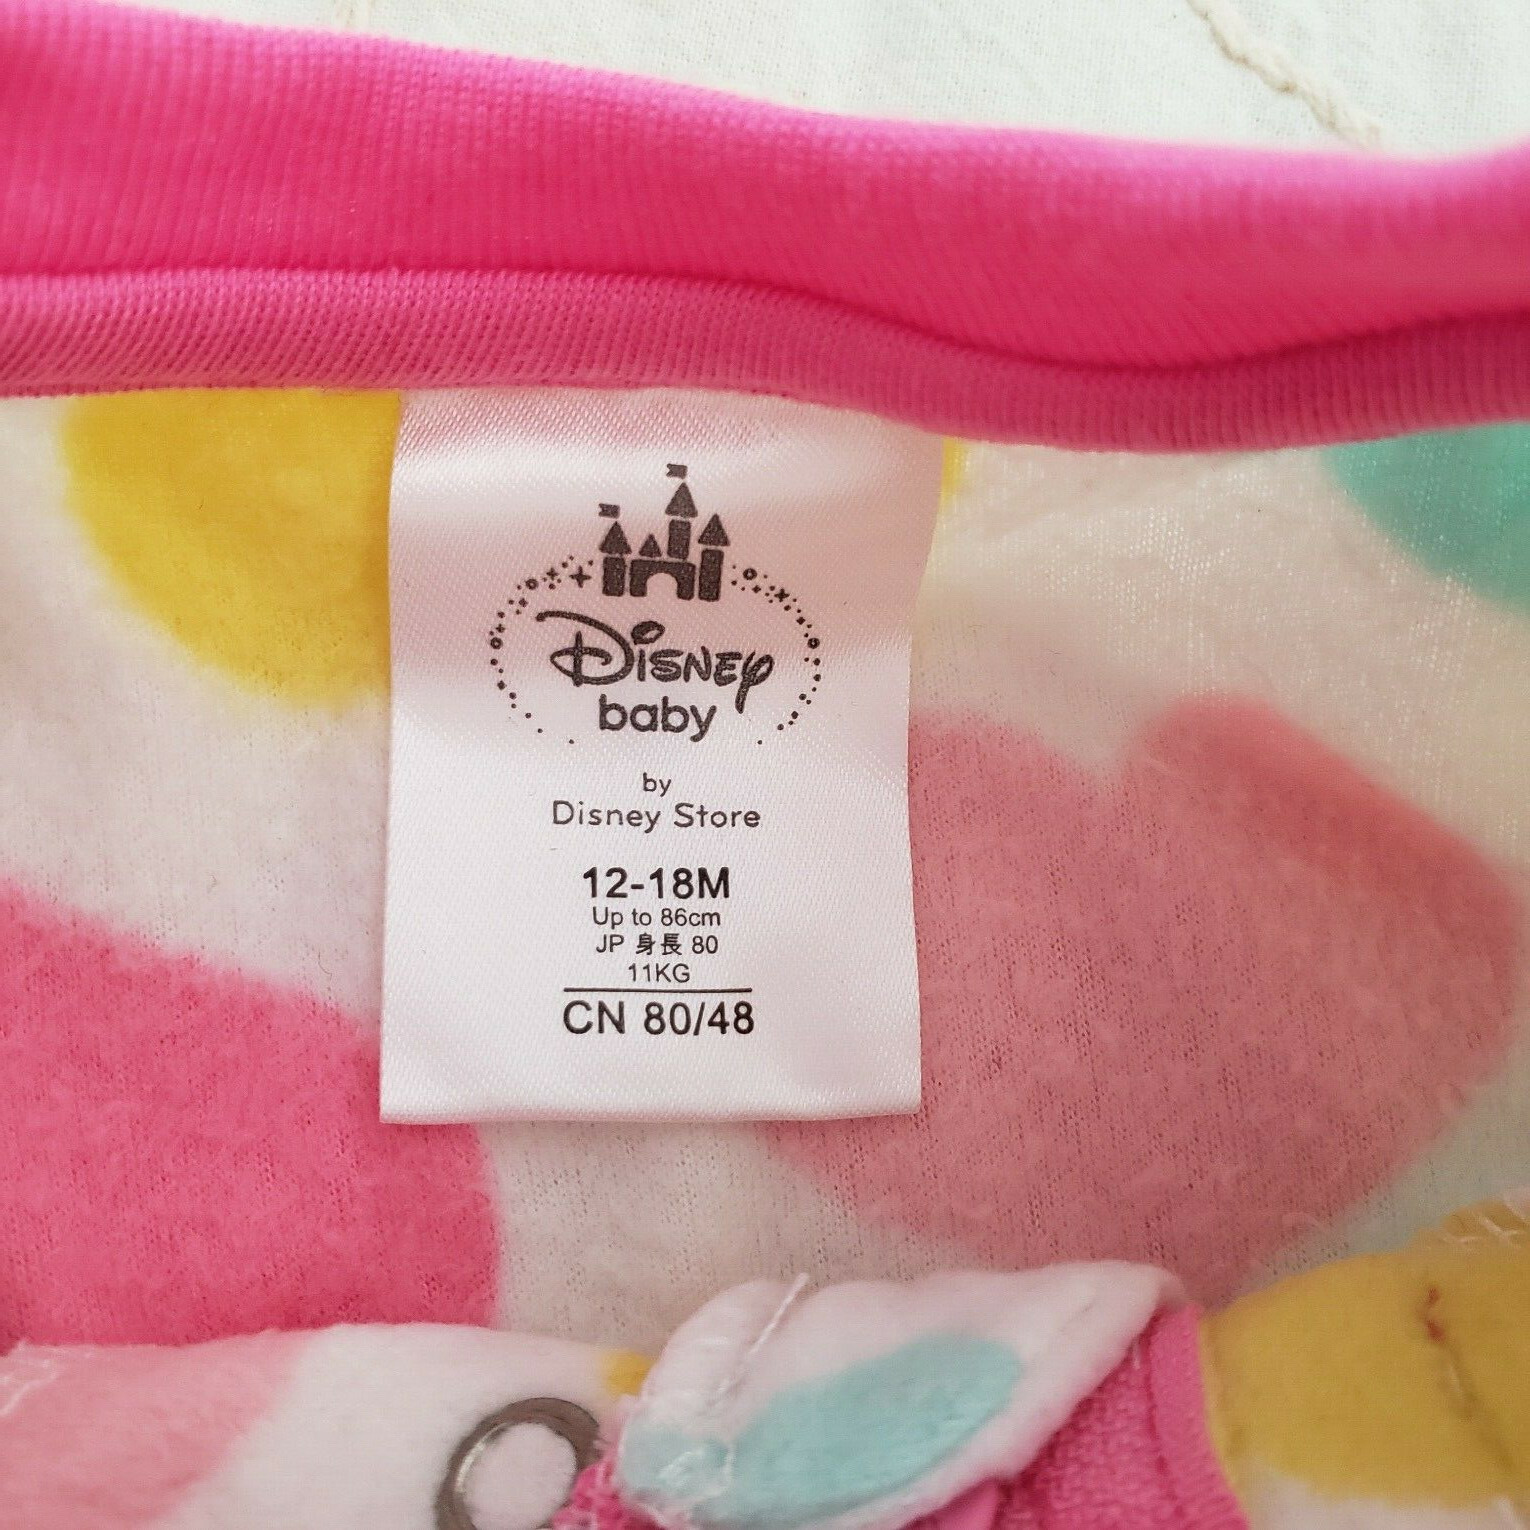 Disney
baby
by
Disney Store
12-18M
Up to 86cm
JP 身長 80
11KG
CN 80/48